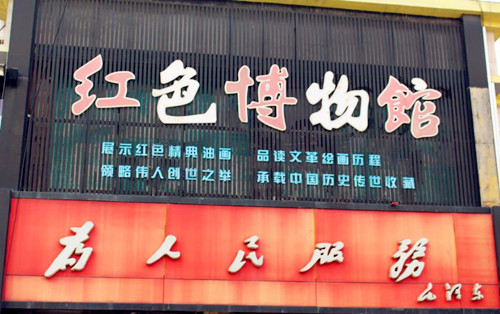 红色博物馆
展示红色精典油画 品读文革绘画历程
领略伟人创世之举 承载中国历史传世收藏
为人民服務
毛泽东